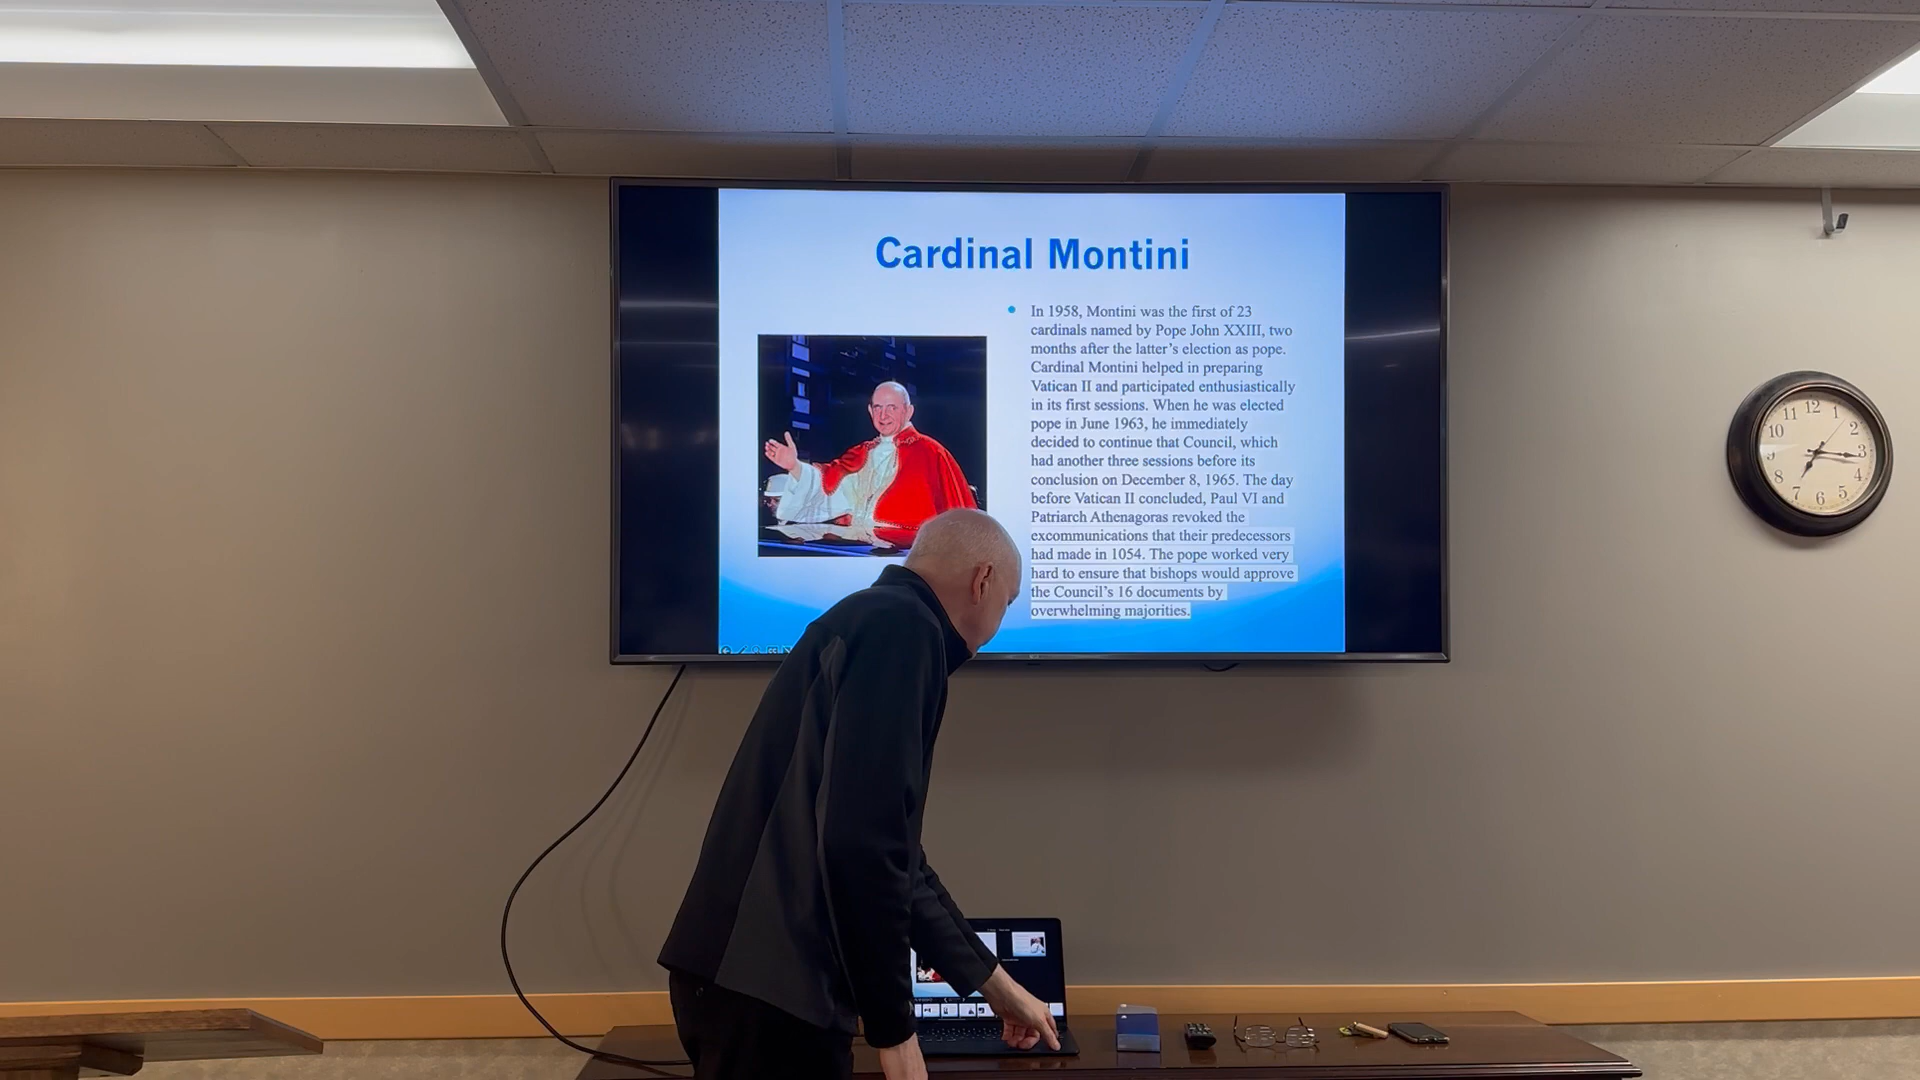 Cardinal Montini
In 1958, Montini was the first of 23
cardinals named by Pope John XXIII, two
months after the latter's election as pope.
Cardinal Montini helped in preparing
Vatican II and participated enthusiastically
in its first sessions. When he was elected
pope in June 1963, he immediately
decided to continue that Council, which
had another three sessions before its
conclusion on December 8, 1965. The day
before Vatican II concluded, Paul VI and
Patriarch Athenagoras revoked the
excommunications that their predecessors
had made in 1054. The pope worked very
hard to ensure that bishops would approve
the Council's 16 documents by
overwhelming majorities.
12
1
2
3
4
5
6
7
8
9
10
11